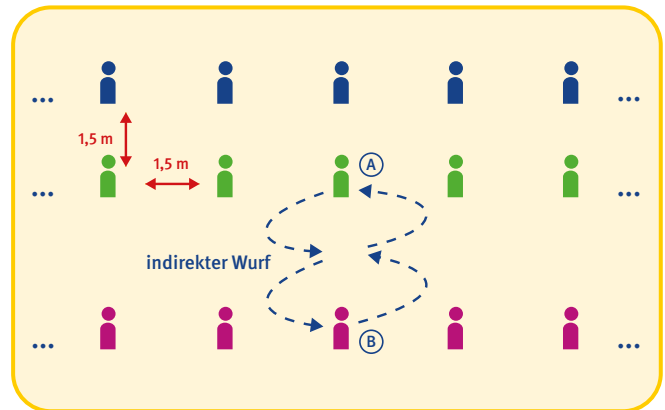 ... ...
1,5 m
1,5 m
... A ...
indirekter Wurf
... B ...